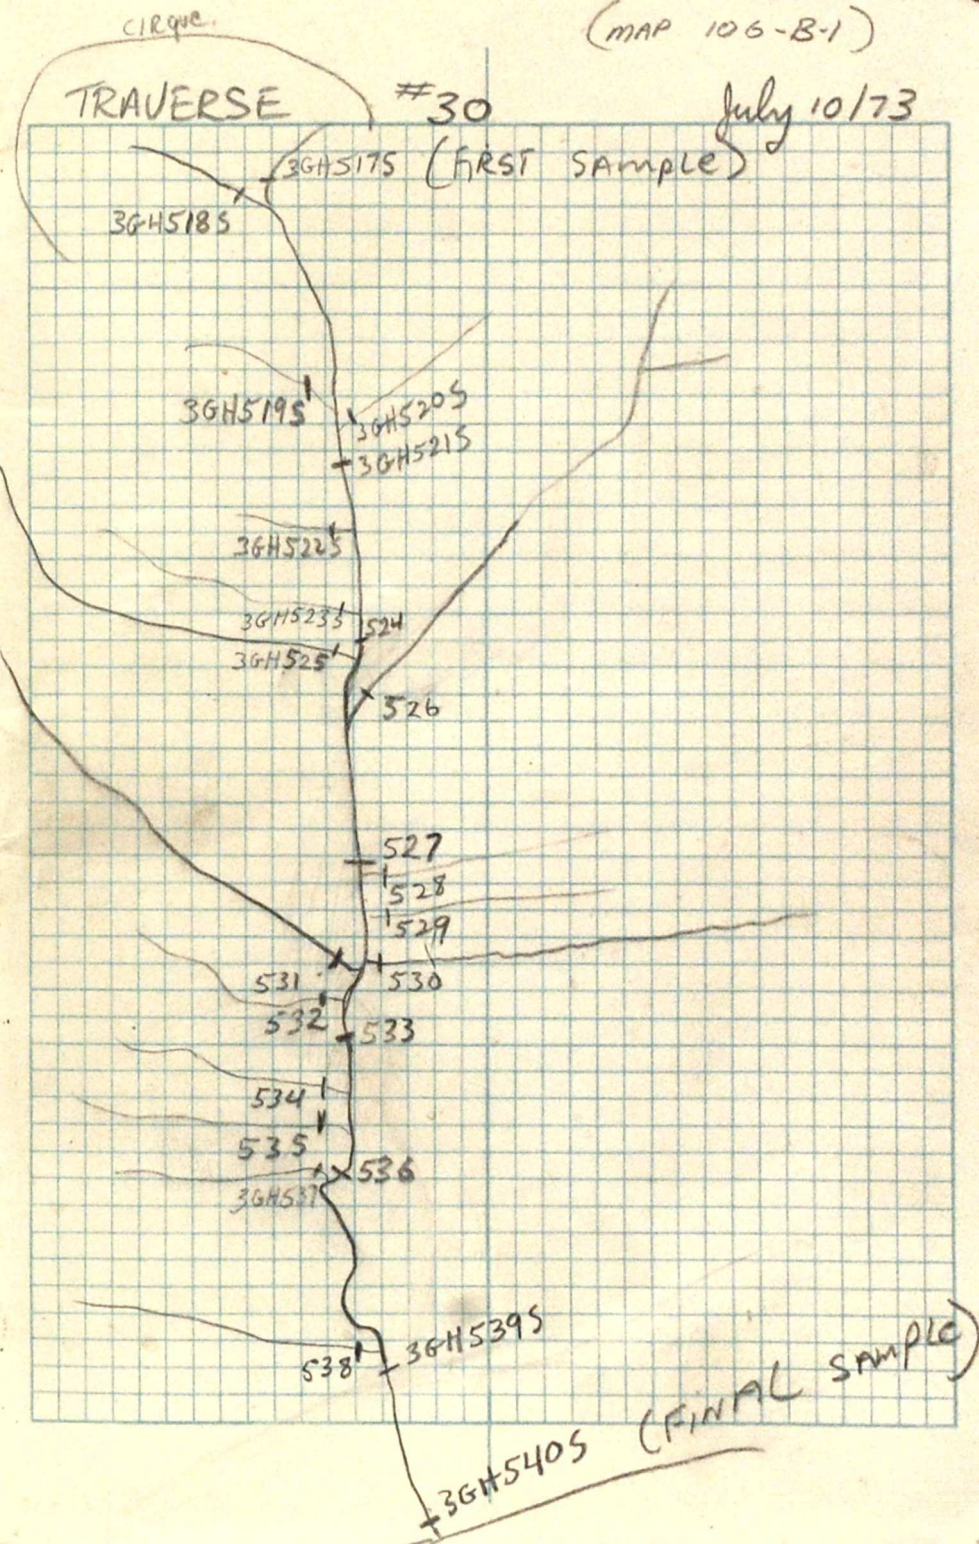 CIRQUE
(MAP 106-B-1)
TRAVERSE #30 July 10/73
3GH517S (FIRST SAMPLE)
3GH518S
3GH519S
3GH520S
3GH521S
3GH522S
3GH523S
524
3GH525
526
527
528
529
531
530
532
533
534
535
536
3GH537
3GH539S
538
(FINAL SAMPLE)
3GH540S